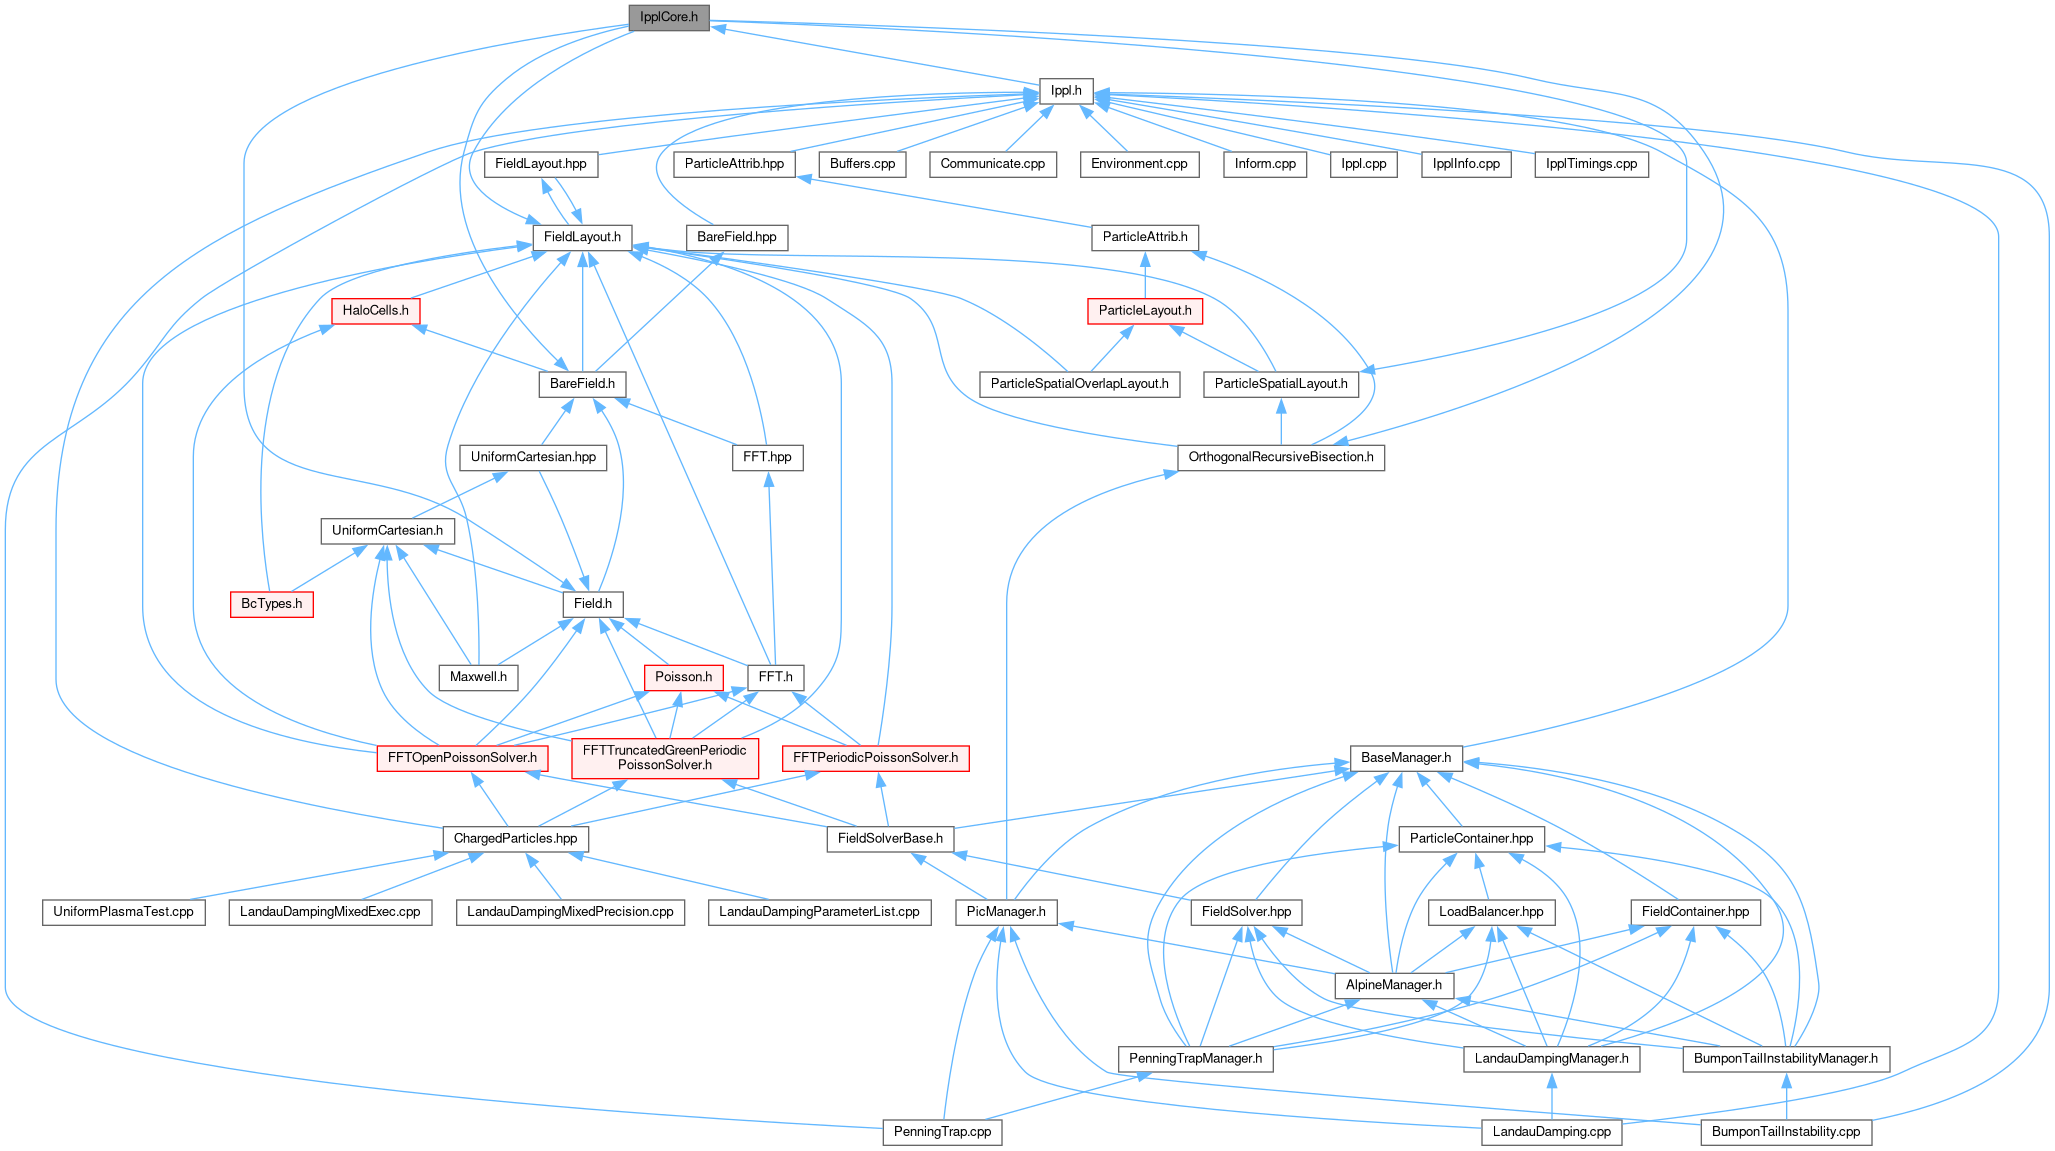 IpplCore.h
Ippl.h
FieldLayout.hpp
ParticleAttrib.hpp
Buffers.cpp
Communicate.cpp
Environment.cpp
Inform.cpp
Ippl.cpp
IpplInfo.cpp
IpplTimings.cpp
FieldLayout.h
BareField.hpp
ParticleAttrib.h
HaloCells.h
ParticleLayout.h
BareField.h
ParticleSpatialOverlapLayout.h
ParticleSpatialLayout.h
UniformCartesian.hpp
FFT.hpp
OrthogonalRecursiveBisection.h
UniformCartesian.h
BcTypes.h
Field.h
Maxwell.h
Poisson.h
FFT.h
FFTOpenPoissonSolver.h
FFTTruncatedGreenPeriodic
PoissonSolver.h
FFTPeriodicPoissonSolver.h
BaseManager.h
ChargedParticles.hpp
FieldSolverBase.h
ParticleContainer.hpp
UniformPlasmaTest.cpp
LandauDampingMixedExec.cpp
LandauDampingMixedPrecision.cpp
LandauDampingParameterList.cpp
PicManager.h
FieldSolver.hpp
LoadBalancer.hpp
FieldContainer.hpp
AlpineManager.h
PenningTrapManager.h
LandauDampingManager.h
BumponTailInstabilityManager.h
PenningTrap.cpp
LandauDamping.cpp
BumponTailInstability.cpp